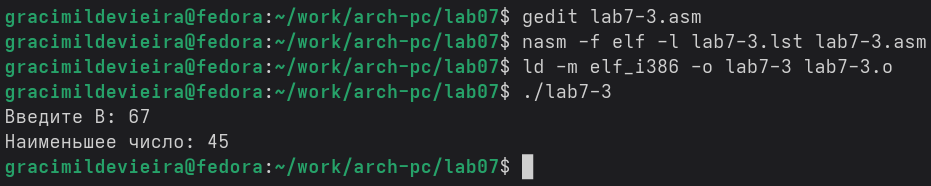 gracimildevieira@fedora:~/work/arch-pc/lab07$ gedit lab7-3.asm
gracimildevieira@fedora:~/work/arch-pc/lab07$ nasm -f elf -l lab7-3.lst lab7-3.asm
gracimildevieira@fedora:~/work/arch-pc/lab07$ ld -m elf_i386 -o lab7-3 lab7-3.o
gracimildevieira@fedora:~/work/arch-pc/lab07$ ./lab7-3
Введите B: 67
Наименьшее число: 45
gracimildevieira@fedora:~/work/arch-pc/lab07$